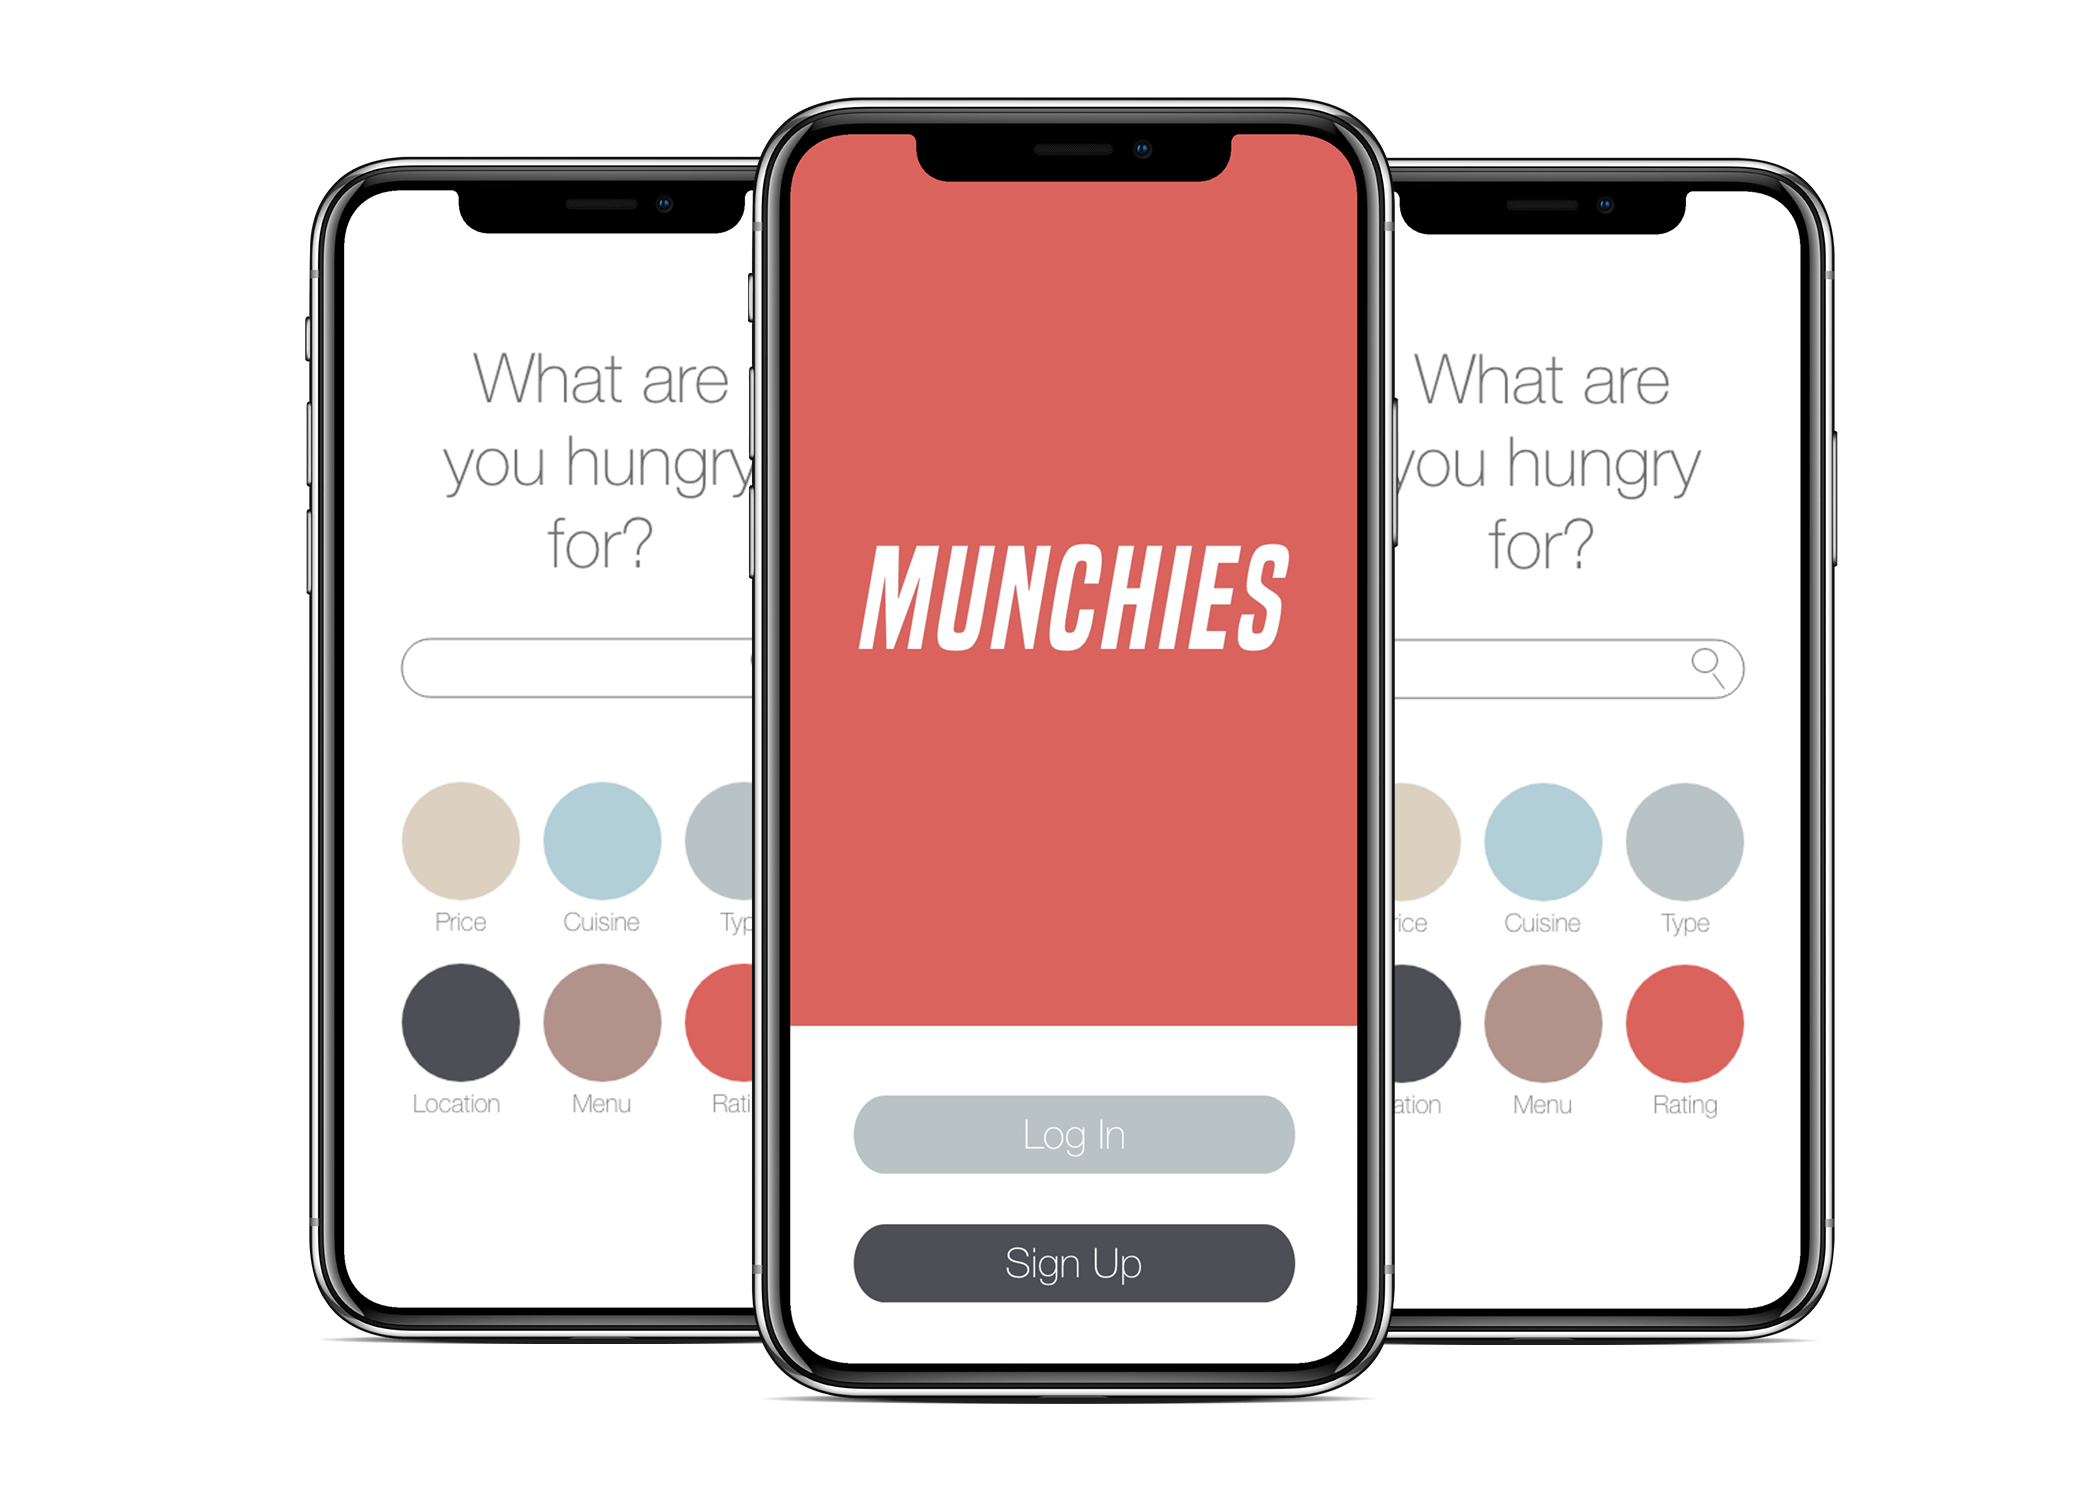 What are
you hungry
for?
Price
Cuisine
Typ
Location
Menu
Rati
MUNCHIES
Log In
Sign Up
What are
you hungry
for?
rice
Cuisine
Type
ation
Menu
Rating